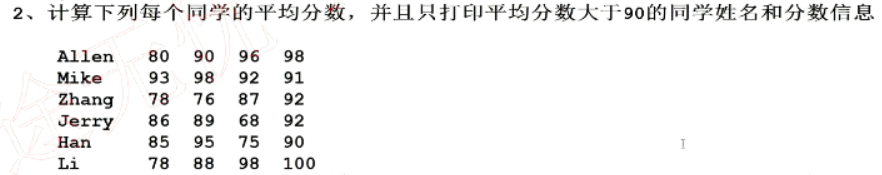 2、计算下列每个同学的平均分数，并且只打印平均分数大于90的同学姓名和分数信息
Allen 80 90 96 98
Mike 93 98 92 91
Zhang 78 76 87 92
Jerry 86 89 68 92
Han 85 95 75 90
Li 78 88 98 100